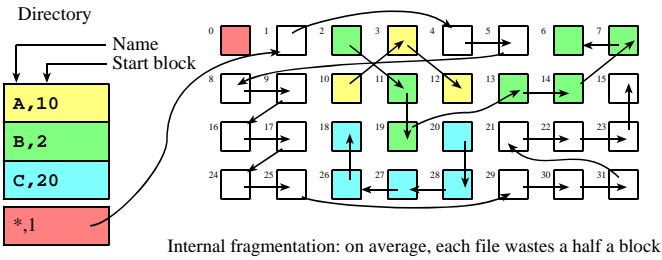 Directory
Name
Start block
A,10
B,2
C,20
*,1
0 1 2 3 4 5 6 7
8 9 10 11 12 13 14 15
16 17 18 19 20 21 22 23
24 25 26 27 28 29 30 31
Internal fragmentation: on average, each file wastes a half a block